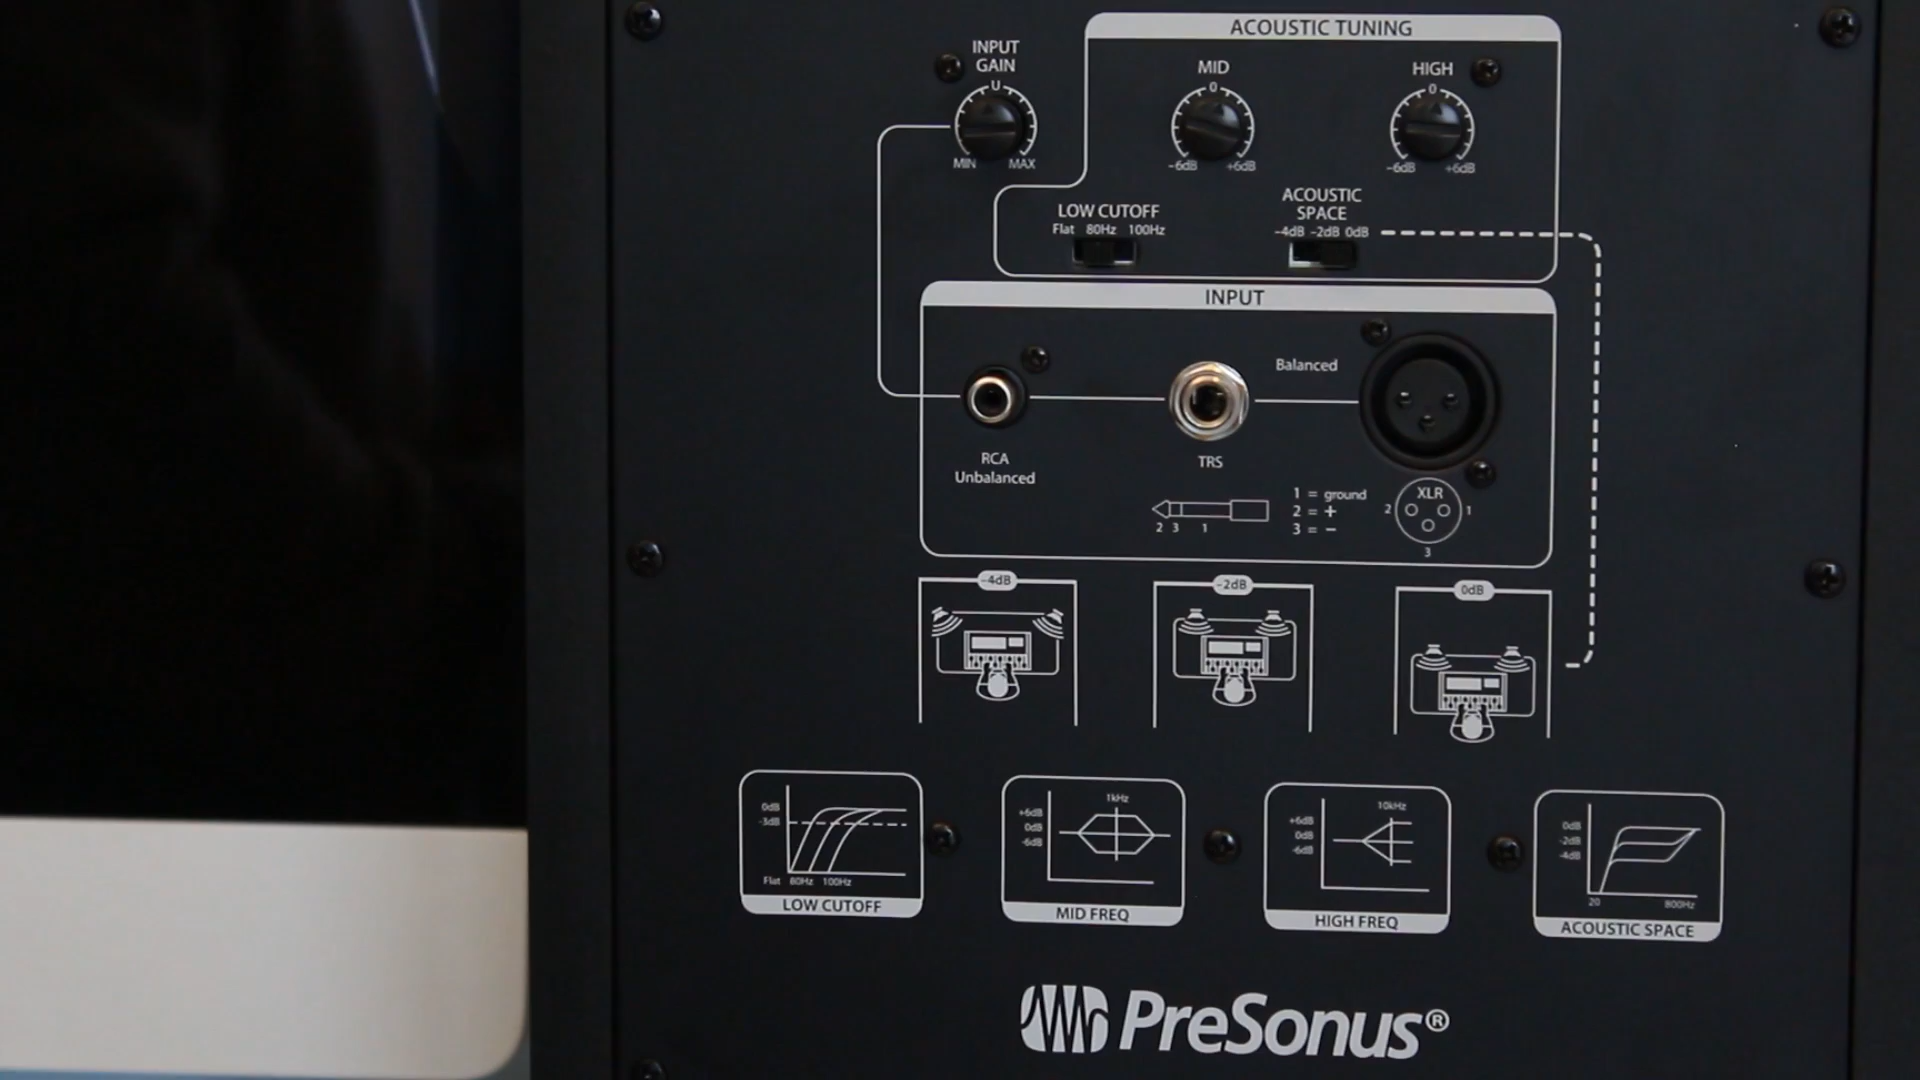 ACOUSTIC TUNING
INPUT
GAIN
U
MIN MAX
MID
0
-6dB +6dB
HIGH
0
-6dB +6dB
LOW CUTOFF
Flat 80Hz 100Hz
ACOUSTIC
SPACE
-4dB -2dB 0dB
INPUT
Balanced
RCA
Unbalanced
TRS
2 3 1
1 = ground
2 = +
3 = -
XLR
2 1
3
-4dB
-2dB
0dB
0dB
-3dB
Flat 80Hz 100Hz
LOW CUTOFF
1kHz
+6dB
0dB
-6dB
MID FREQ
10kHz
+6dB
0dB
-6dB
HIGH FREQ
0dB
-2dB
-4dB
20 800Hz
ACOUSTIC SPACE
PreSonus®